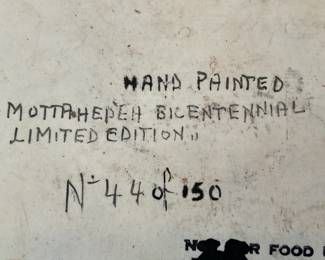 HAND PAINTED
MOTTAHEDEH BICENTENNIAL
LIMITED EDITION,,
Nº 44 of 150
FOOD